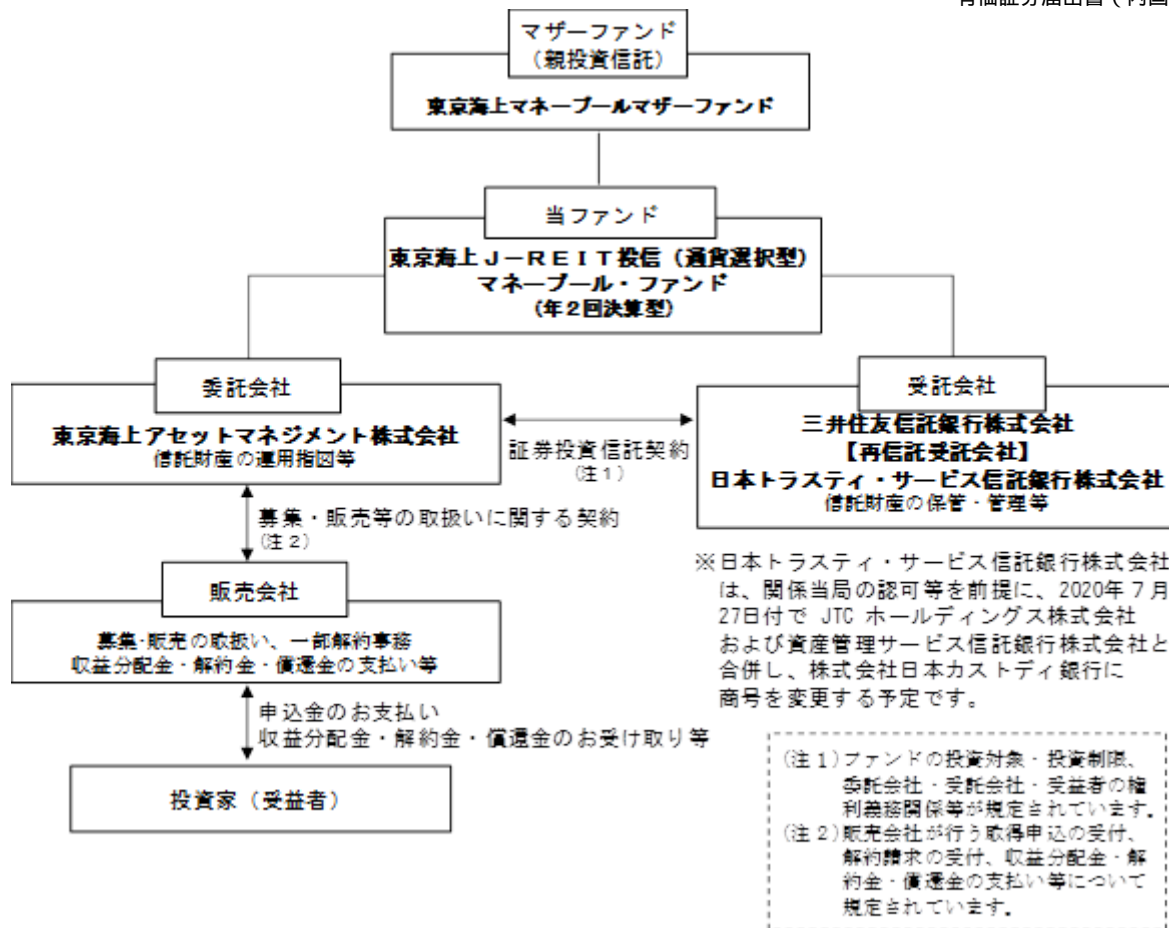 有価証券届出書(内国
マザーファンド
(親投資信託)
東京海上マネープールマザーファンド
当ファンド
東京海上J-REIT投信(通貨選択型)
マネープール・ファンド
(年2回決算型)
委託会社
東京海上アセットマネジメント株式会社
信託財産の運用指図等
証券投資信託契約
(注1)
受託会社
三井住友信託銀行株式会社
【再信託受託会社】
日本トラスティ・サービス信託銀行株式会社
信託財産の保管・管理等
募集・販売等の取扱いに関する契約
(注2)
販売会社
募集・販売の取扱い、一部解約事務
収益分配金・解約金・償還金の支払い等
申込金のお支払い
収益分配金・解約金・償還金のお受け取り等
投資家(受益者)
※日本トラスティ・サービス信託銀行株式会社
は、関係当局の認可等を前提に、2020年7月
27日付で JTC ホールディングス株式会社
および資産管理サービス信託銀行株式会社と
合併し、株式会社日本カストディ銀行に
商号を変更する予定です。
(注1)ファンドの投資対象・投資制限、
委託会社・受託会社・受益者の権
利義務関係等が規定されています。
(注2)販売会社が行う取得申込の受付、
解約請求の受付、収益分配金・解
約金・償還金の支払い等について
規定されています。